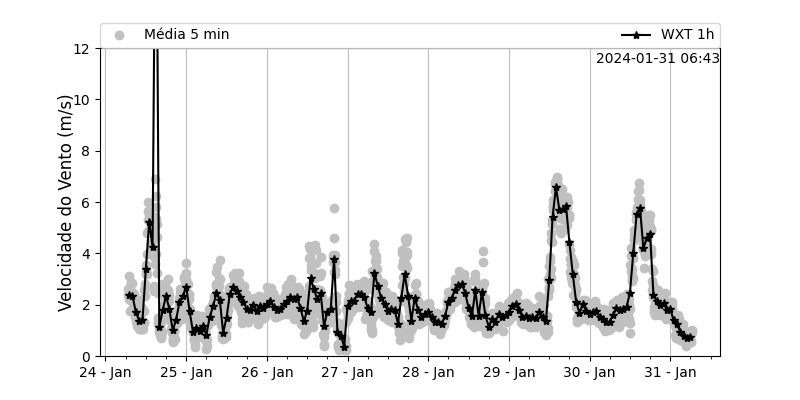 Média 5 min
WXT 1h
2024-01-31 06:43
Velocidade do Vento (m/s)
12
10
8
6
4
2
0
24 - Jan
25 - Jan
26 - Jan
27 - Jan
28 - Jan
29 - Jan
30 - Jan
31 - Jan